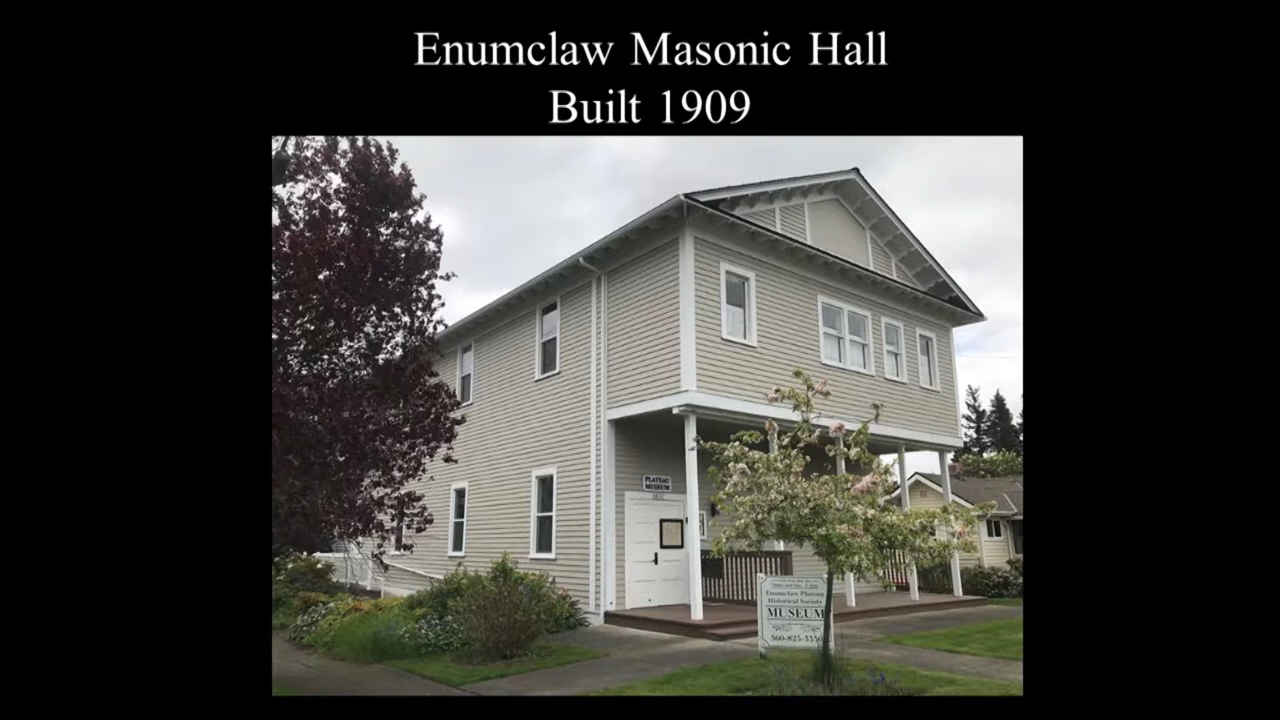 Enumclaw Masonic Hall
Built 1909
PLATEAU
MUSEUM
Enumclaw Plateau
Historical Society
MUSEUM